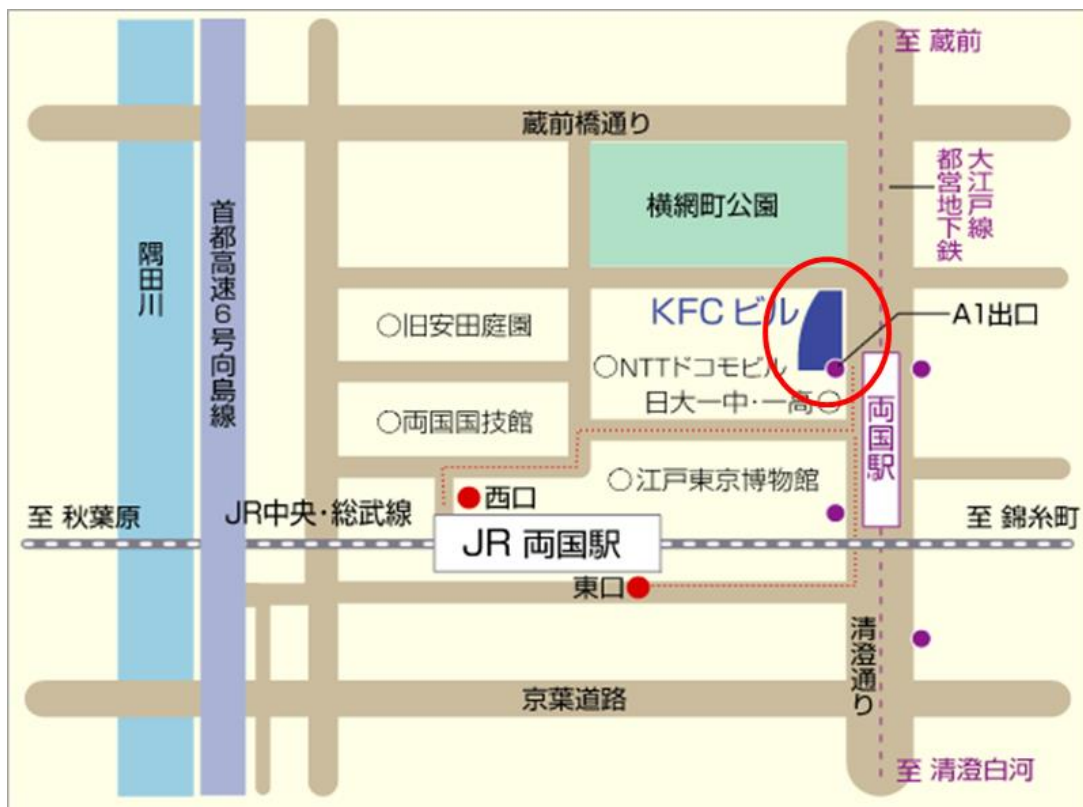 至 蔵前
蔵前橋通り
大江戸線
都営地下鉄
横網町公園
隅田川
首都高速6号向島線
KFC ビル
A1出口
○旧安田庭園
○NTTドコモビル
日大一中・一高○
○両国国技館
両国駅
○江戸東京博物館
西口
至 秋葉原
JR中央・総武線
JR 両国駅
至 錦糸町
東口
清澄通り
京葉道路
至 清澄白河